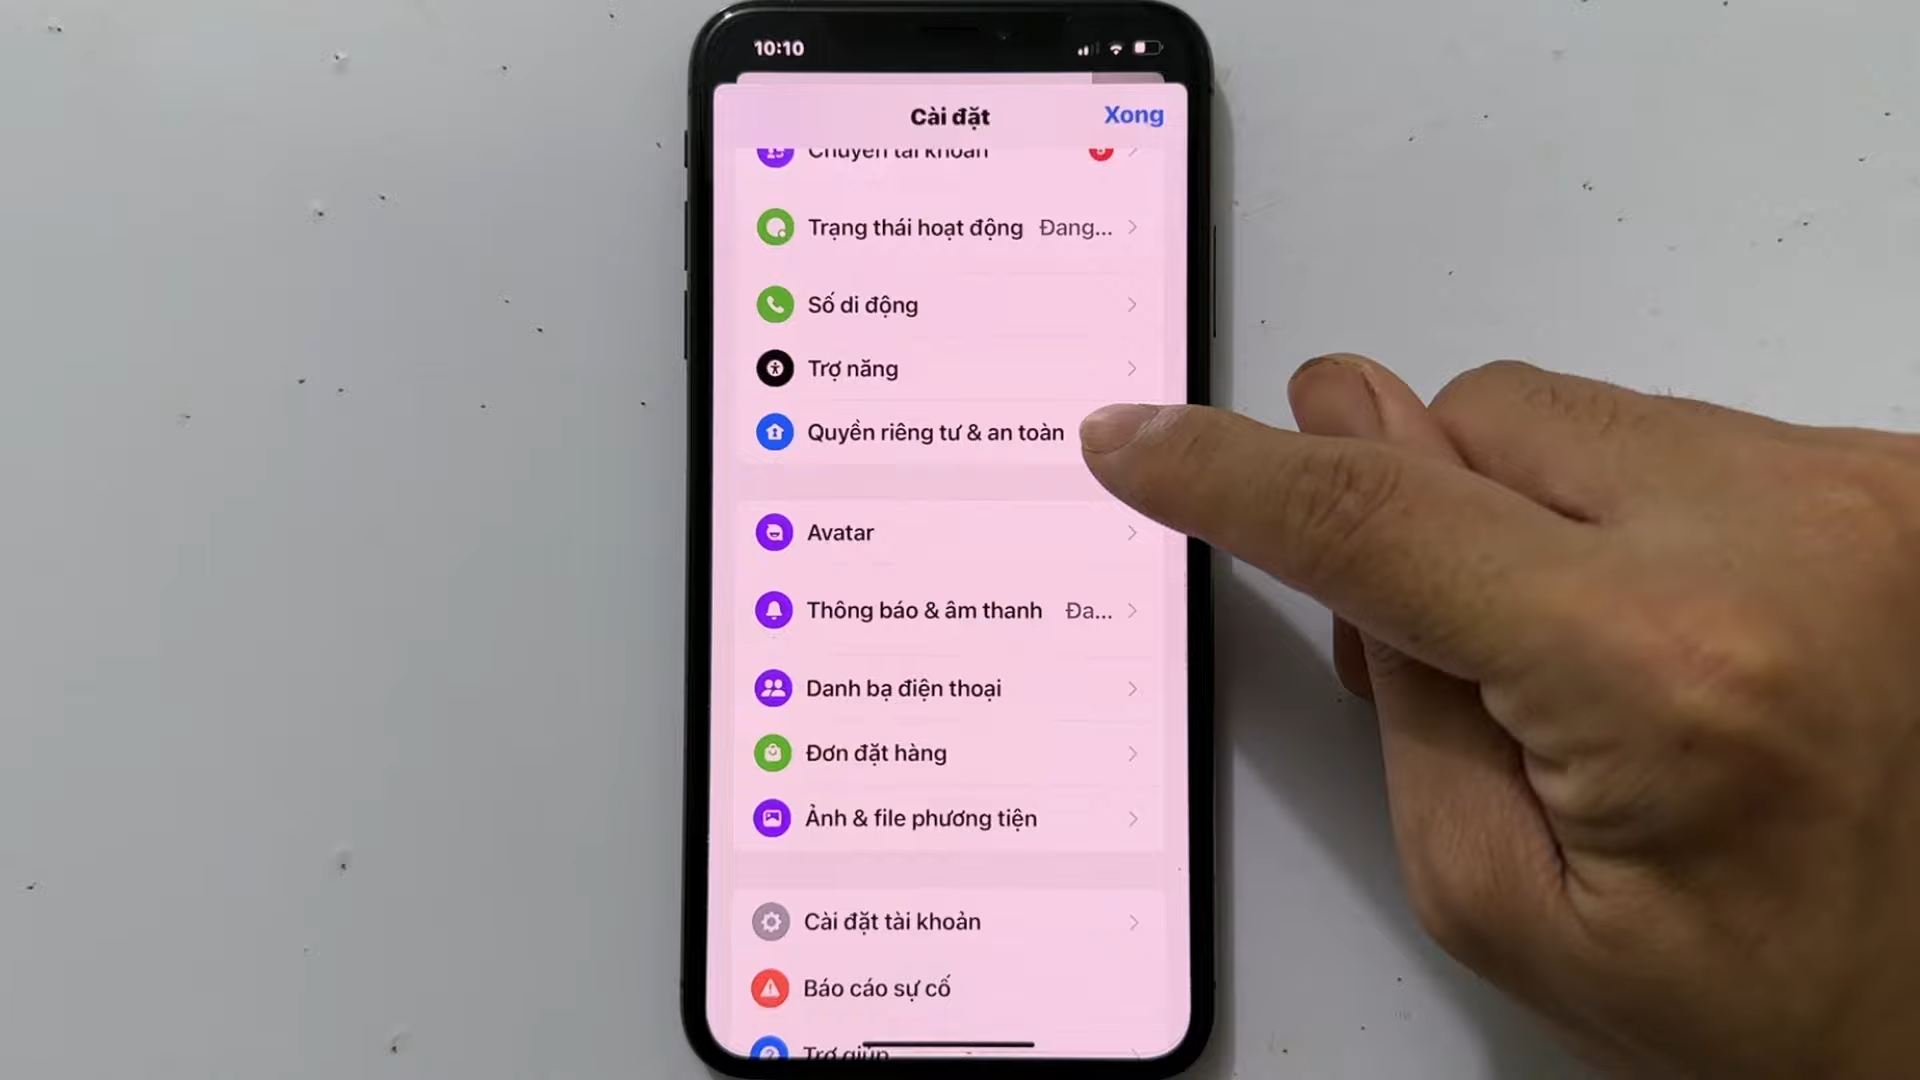 10:10
Cài đặt
Xong
Chuyển tài khoản
Trạng thái hoạt động Đang...
Số di động
Trợ năng
Quyền riêng tư & an toàn
Avatar
Thông báo & âm thanh Đa...
Danh bạ điện thoại
Đơn đặt hàng
Ảnh & file phương tiện
Cài đặt tài khoản
Báo cáo sự cố
Trợ giúp